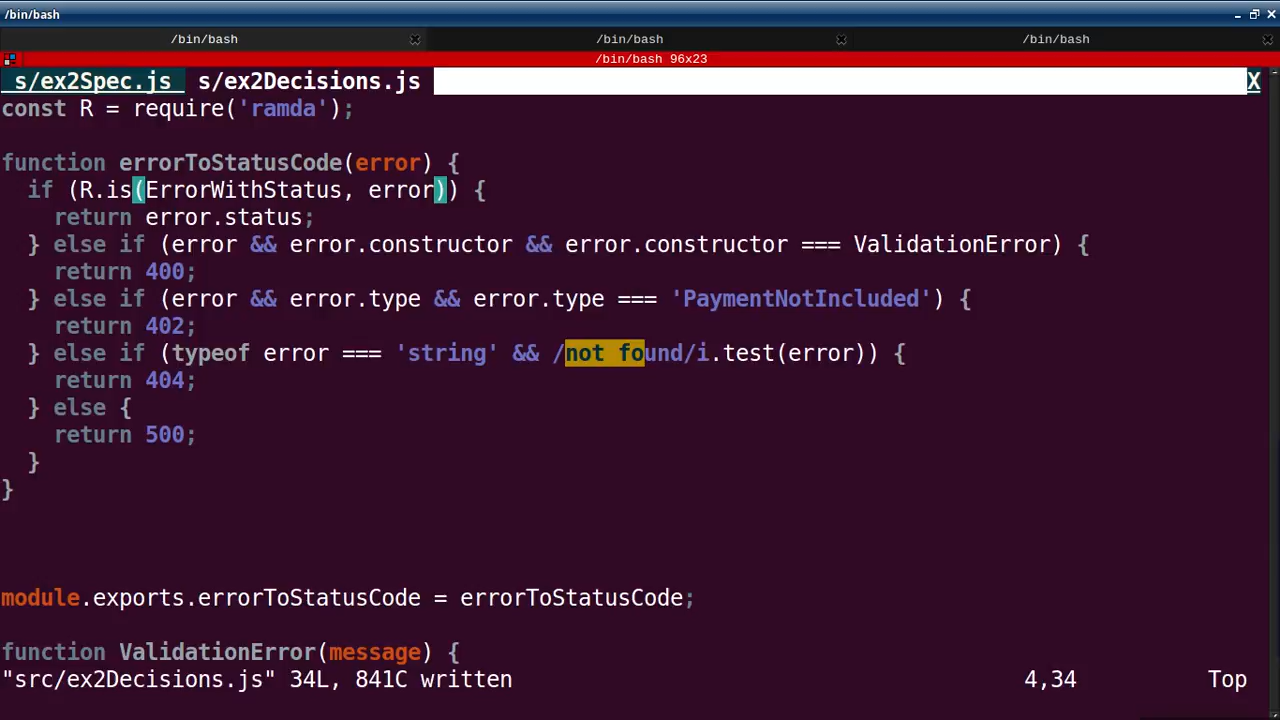 /bin/bash
/bin/bash /bin/bash /bin/bash
/bin/bash 96x23
s/ex2Spec.js s/ex2Decisions.js X
const R = require('ramda');
function errorToStatusCode(error) {
  if (R.is(ErrorWithStatus, error)) {
    return error.status;
  } else if (error && error.constructor && error.constructor === ValidationError) {
    return 400;
  } else if (error && error.type && error.type === 'PaymentNotIncluded') {
    return 402;
  } else if (typeof error === 'string' && /not found/i.test(error)) {
    return 404;
  } else {
    return 500;
  }
}
module.exports.errorToStatusCode = errorToStatusCode;
function ValidationError(message) {
"src/ex2Decisions.js" 34L, 841C written 4,34 Top